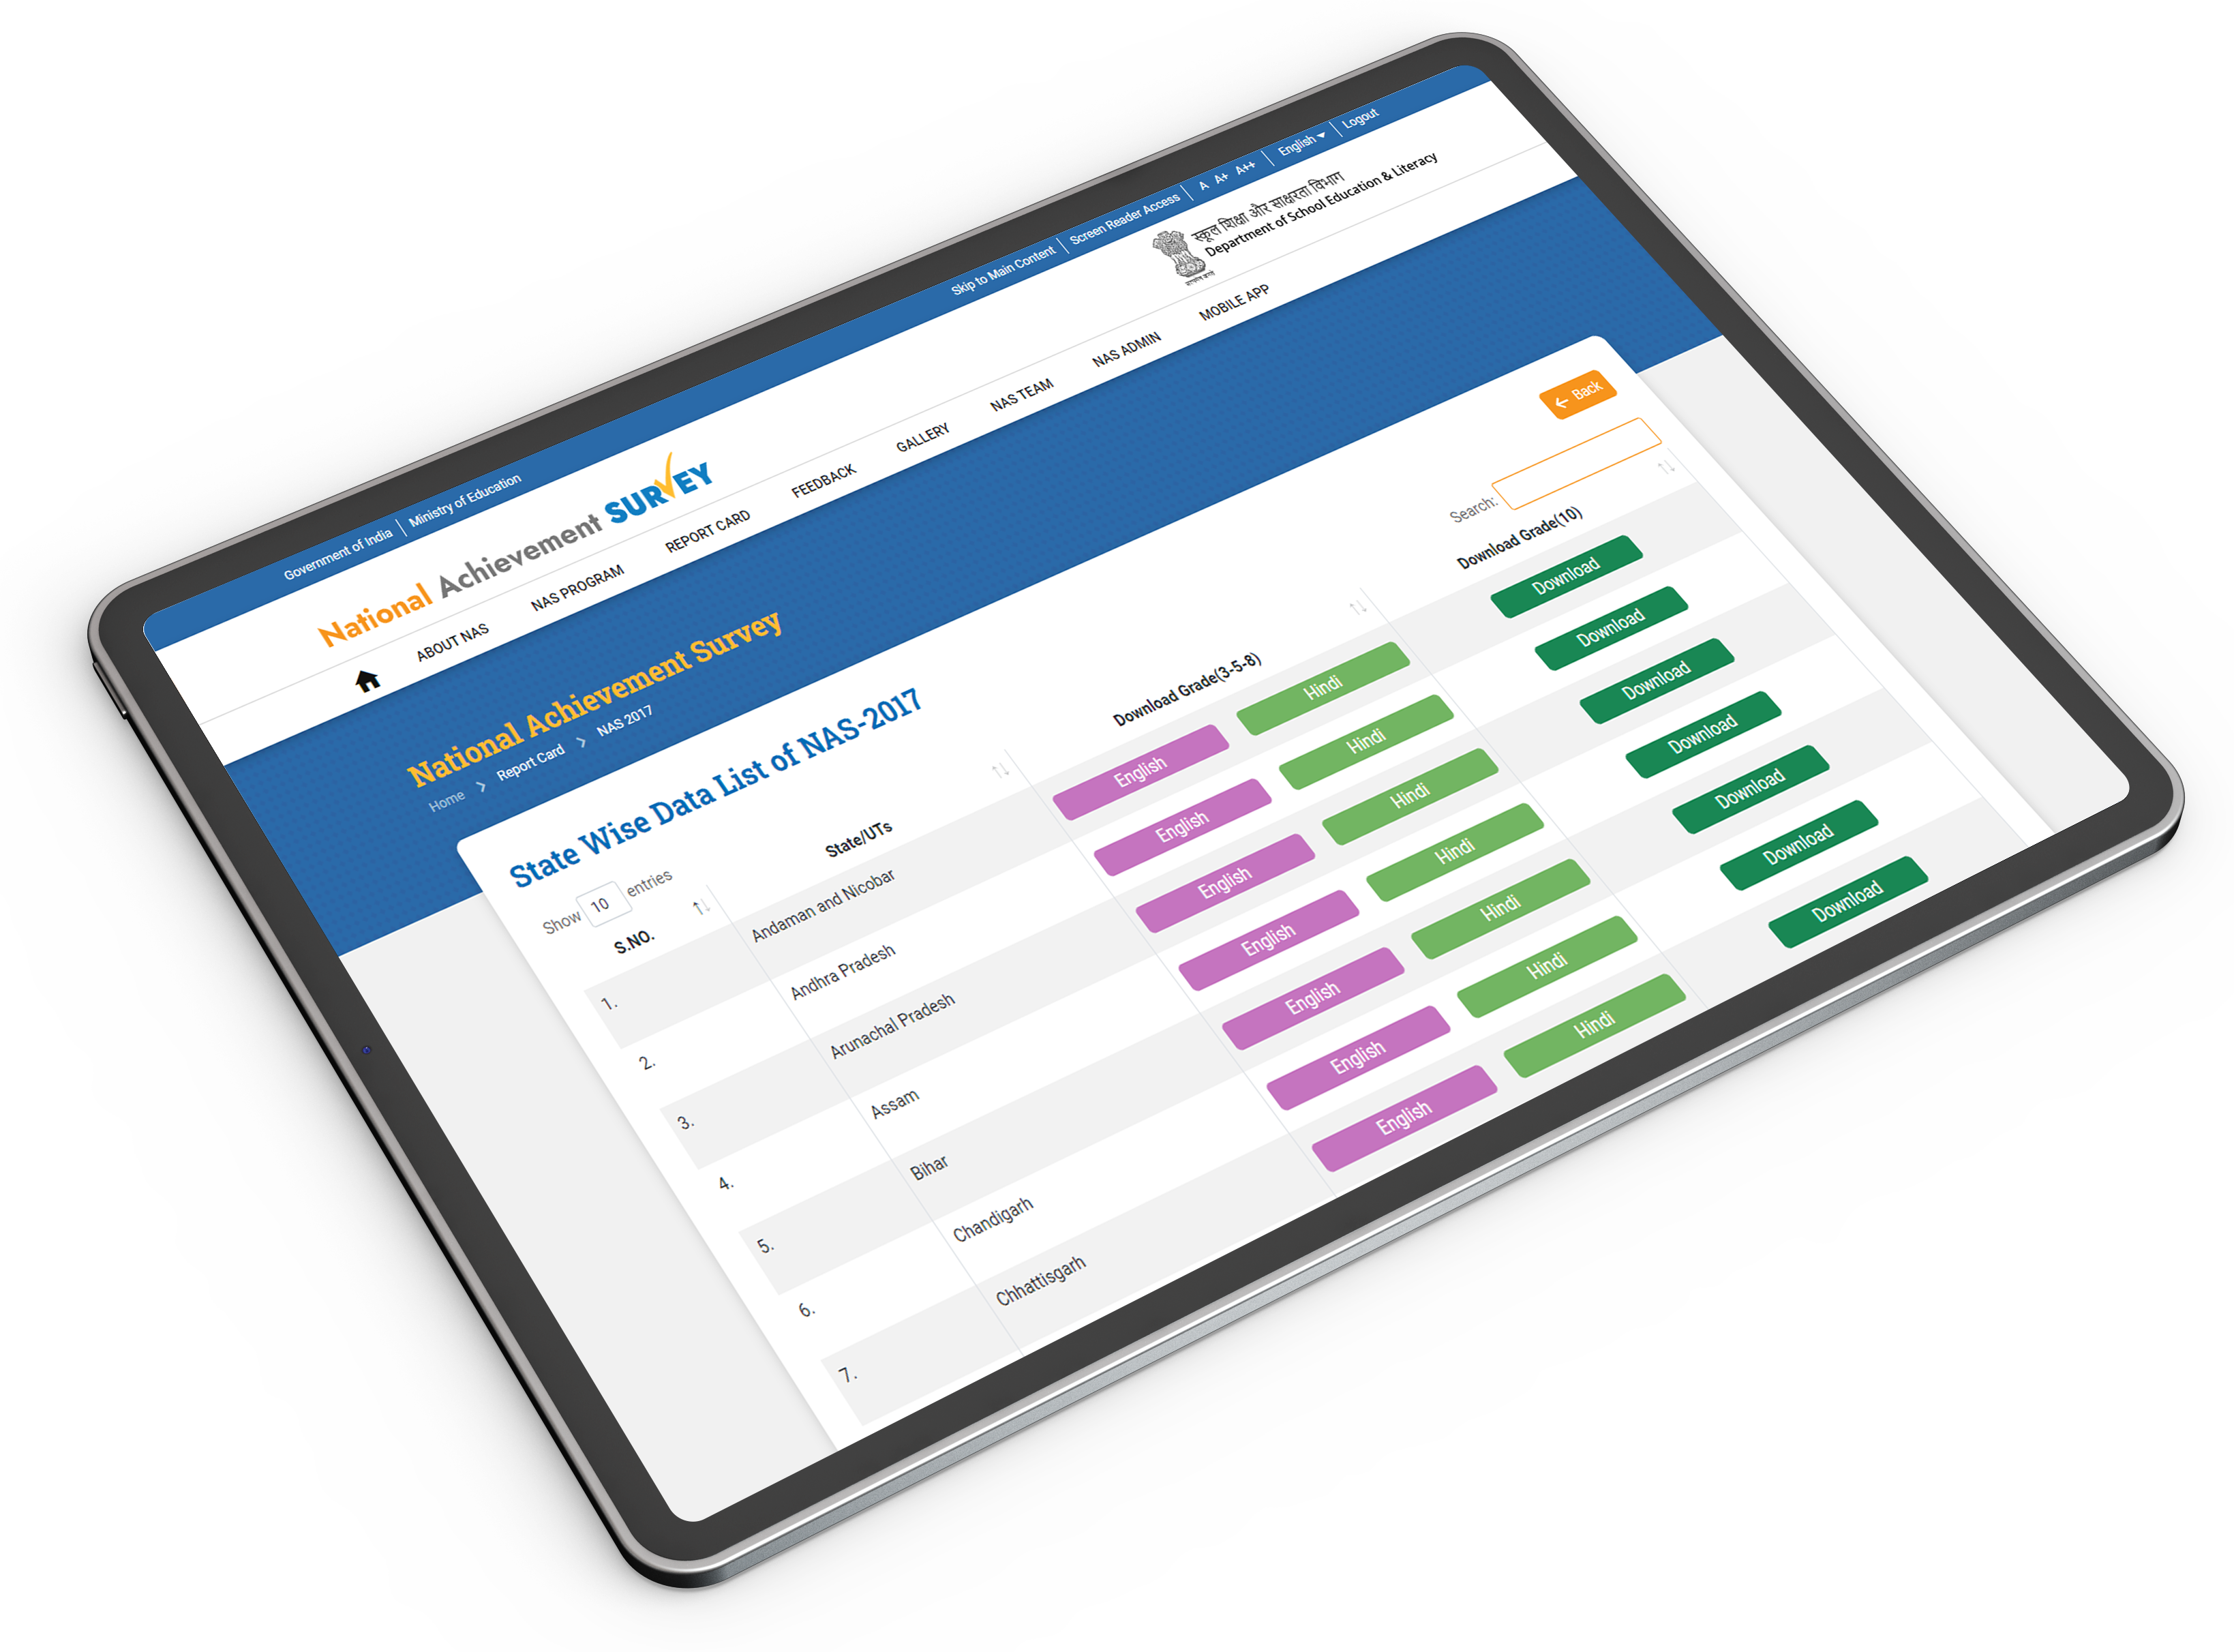 Government of India | Ministry of Education
Skip to Main Content | Screen Reader Access | A A+ A++ | English | Logout
National Achievement SURVEY
स्कूल शिक्षा और साक्षरता विभाग
Department of School Education & Literacy
ABOUT NAS NAS PROGRAM REPORT CARD FEEDBACK GALLERY NAS TEAM NAS ADMIN MOBILE APP
National Achievement Survey
Home > Report Card > NAS 2017
State Wise Data List of NAS-2017
Back
Show 10 entries
Search:
S.NO. State/UTs Download Grade(3-5-8) Download Grade(10)
1. Andaman and Nicobar English Hindi Download
2. Andhra Pradesh English Hindi Download
3. Arunachal Pradesh English Hindi Download
4. Assam English Hindi Download
5. Bihar English Hindi Download
6. Chandigarh English Hindi Download
7. Chhattisgarh English Hindi Download